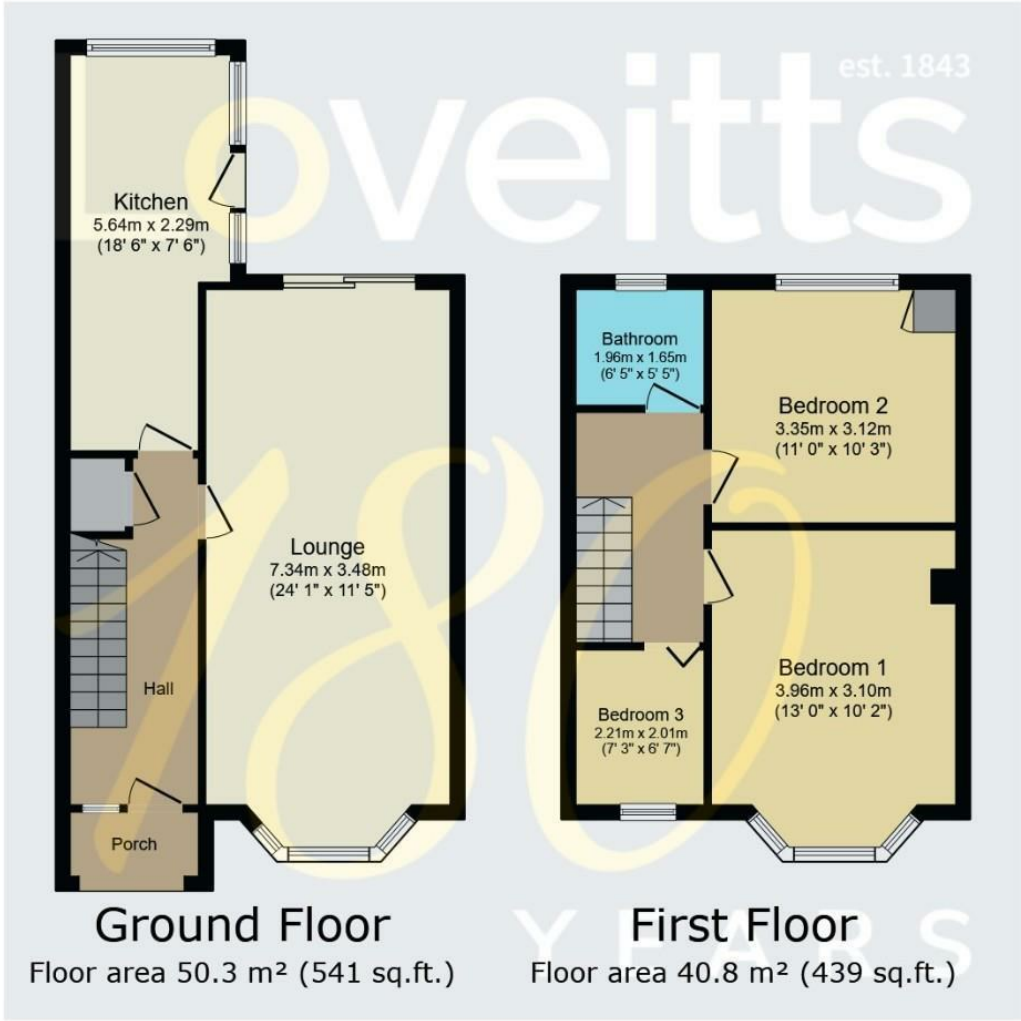 est. 1843
Loveitts
180
YEARS
Kitchen
5.64m x 2.29m
(18' 6" x 7' 6")
Lounge
7.34m x 3.48m
(24' 1" x 11' 5")
Hall
Porch
Bathroom
1.96m x 1.65m
(6' 5" x 5' 5")
Bedroom 2
3.35m x 3.12m
(11' 0" x 10' 3")
Bedroom 1
3.96m x 3.10m
(13' 0" x 10' 2")
Bedroom 3
2.21m x 2.01m
(7' 3" x 6' 7")
Ground Floor
Floor area 50.3 m² (541 sq.ft.)
First Floor
Floor area 40.8 m² (439 sq.ft.)